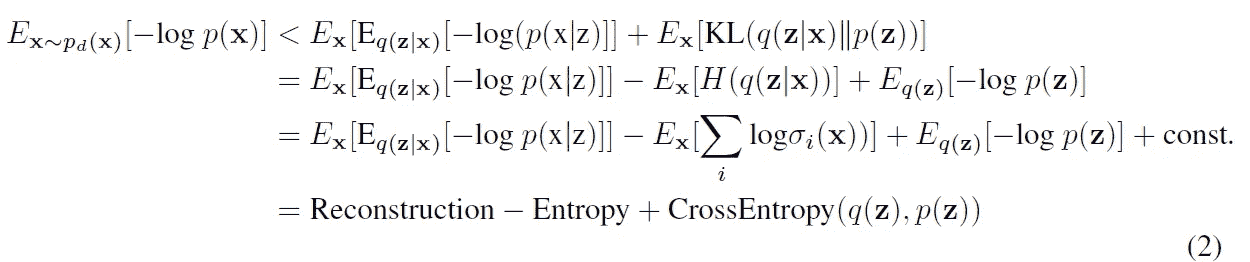 E_{𝐱∼p_d(𝐱)}[−log p(𝐱)] < E_𝐱[E_{q(𝐳|𝐱)}[−log(p(x|z)]] + E_𝐱[KL(q(𝐳|𝐱)‖p(𝐳))]
= E_𝐱[E_{q(𝐳|𝐱)}[−log p(x|z)]] − E_𝐱[H(q(𝐳|𝐱))] + E_{q(𝐳)}[−log p(𝐳)]
= E_𝐱[E_{q(𝐳|𝐱)}[−log p(x|z)]] − E_𝐱[∑_i logσ_i(𝐱))] + E_{q(𝐳)}[−log p(𝐳)] + const.
= Reconstruction − Entropy + CrossEntropy(q(𝐳), p(𝐳))
(2)